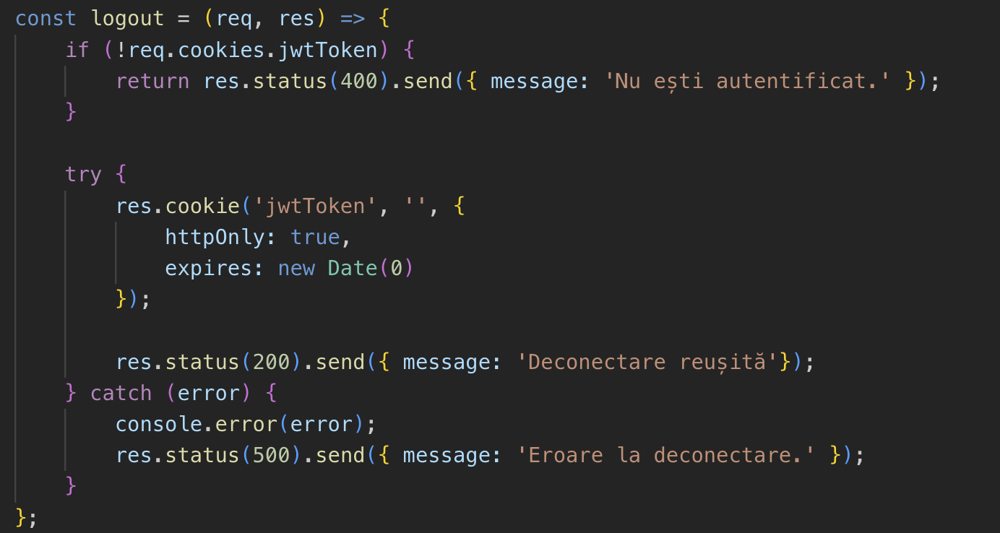 const logout = (req, res) => {
    if (!req.cookies.jwtToken) {
        return res.status(400).send({ message: 'Nu ești autentificat.' });
    }

    try {
        res.cookie('jwtToken', '', {
            httpOnly: true,
            expires: new Date(0)
        });

        res.status(200).send({ message: 'Deconectare reușită'});
    } catch (error) {
        console.error(error);
        res.status(500).send({ message: 'Eroare la deconectare.' });
    }
};